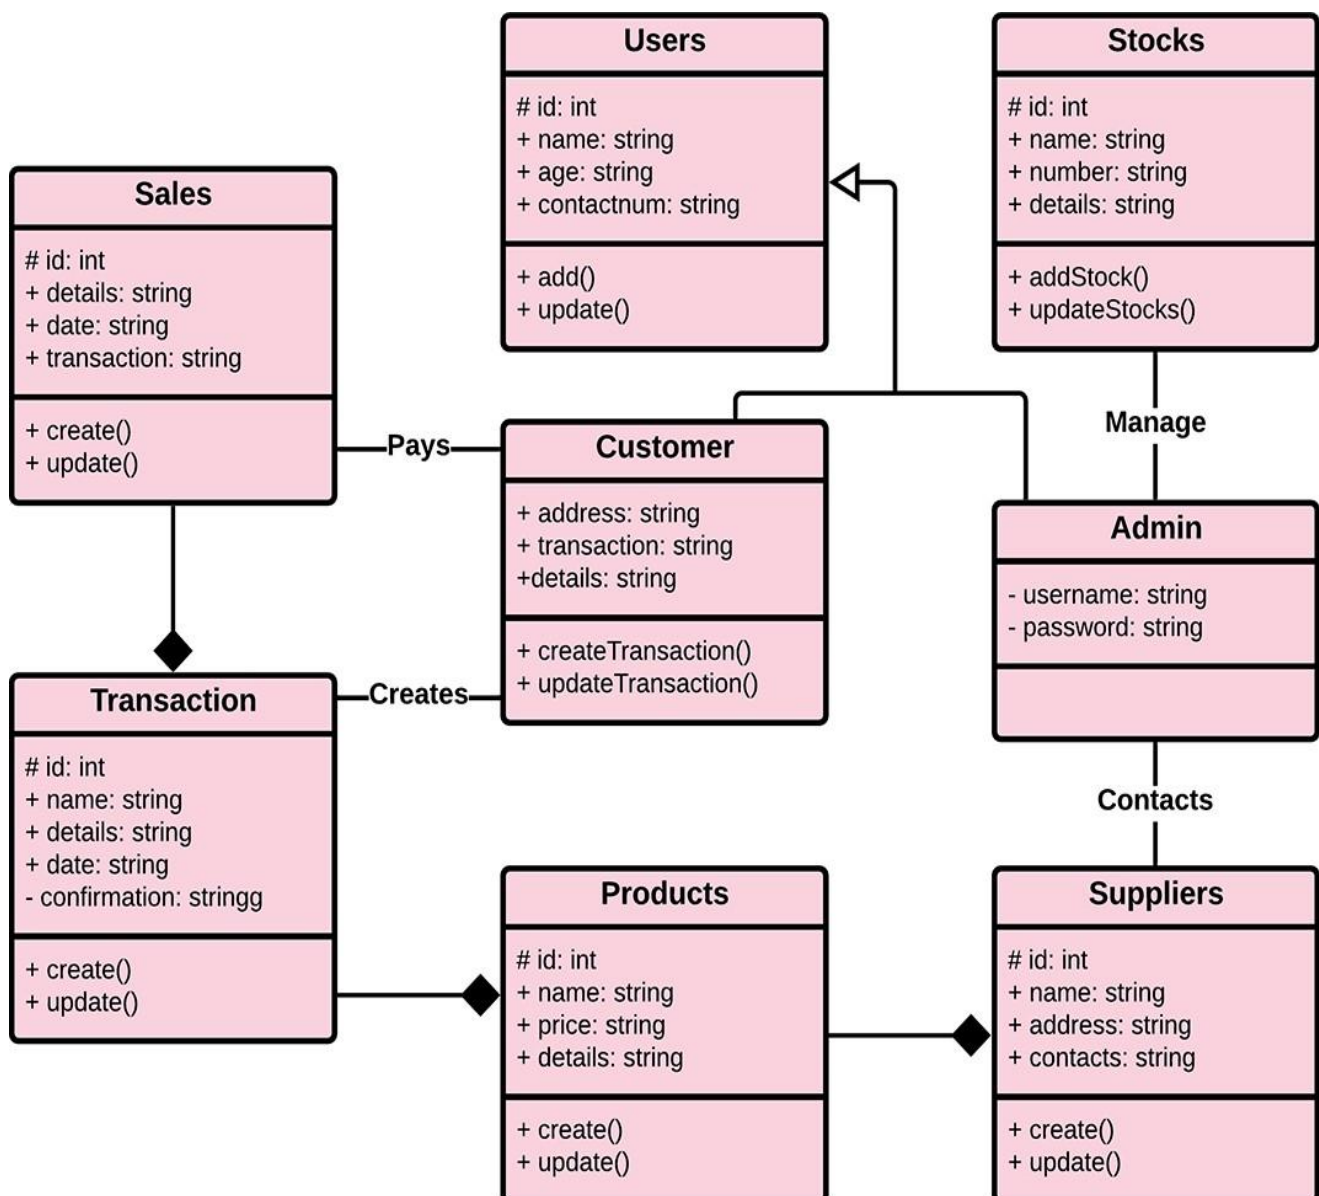 Users
# id: int
+ name: string
+ age: string
+ contactnum: string
+ add()
+ update()
Stocks
# id: int
+ name: string
+ number: string
+ details: string
+ addStock()
+ updateStocks()
Sales
# id: int
+ details: string
+ date: string
+ transaction: string
+ create()
+ update()
Pays
Customer
+ address: string
+ transaction: string
+details: string
+ createTransaction()
+ updateTransaction()
Manage
Admin
- username: string
- password: string
Creates
Transaction
# id: int
+ name: string
+ details: string
+ date: string
- confirmation: stringg
+ create()
+ update()
Contacts
Products
# id: int
+ name: string
+ price: string
+ details: string
+ create()
+ update()
Suppliers
# id: int
+ name: string
+ address: string
+ contacts: string
+ create()
+ update()